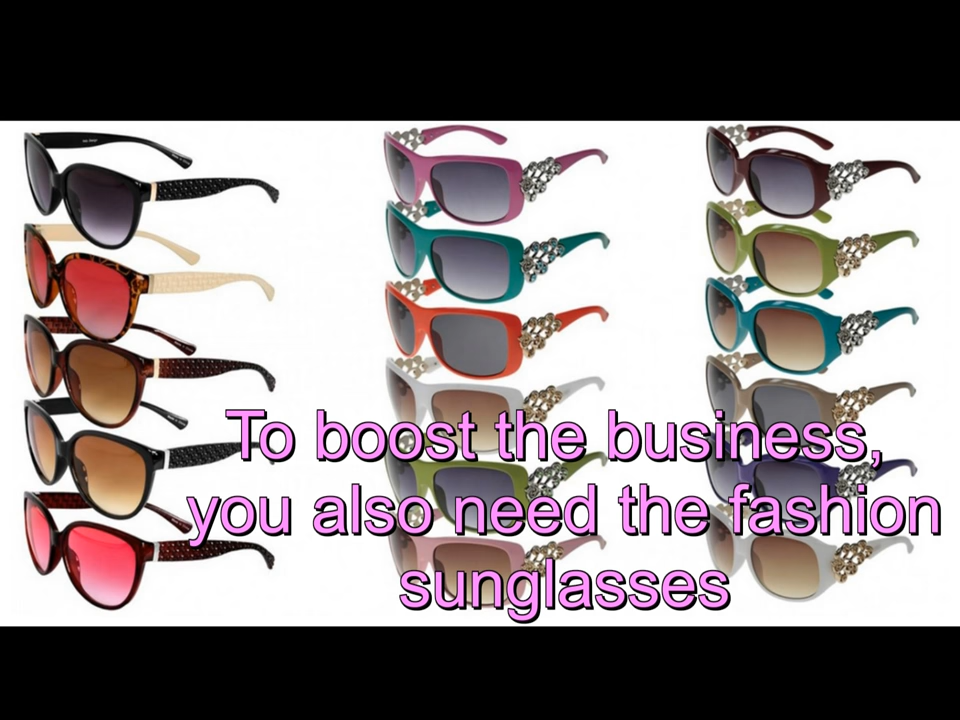 To boost the business,
you also need the fashion
sunglasses